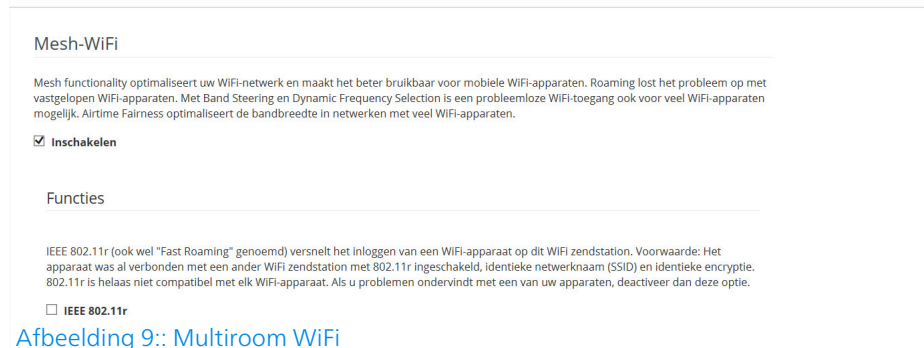 Mesh-WiFi
Mesh functionality optimaliseert uw WiFi-netwerk en maakt het beter bruikbaar voor mobiele WiFi-apparaten. Roaming lost het probleem op met
vastgelopen WiFi-apparaten. Met Band Steering en Dynamic Frequency Selection is een probleemloze WiFi-toegang ook voor veel WiFi-apparaten
mogelijk. Airtime Fairness optimaliseert de bandbreedte in netwerken met veel WiFi-apparaten.
Inschakelen
Functies
IEEE 802.11r (ook wel "Fast Roaming" genoemd) versnelt het inloggen van een WiFi-apparaat op dit WiFi zendstation. Voorwaarde: Het
apparaat was al verbonden met een ander WiFi zendstation met 802.11r ingeschakeld, identieke netwerknaam (SSID) en identieke encryptie.
802.11r is helaas niet compatibel met elk WiFi-apparaat. Als u problemen ondervindt met een van uw apparaten, deactiveer dan deze optie.
IEEE 802.11r
Afbeelding 9:: Multiroom WiFi